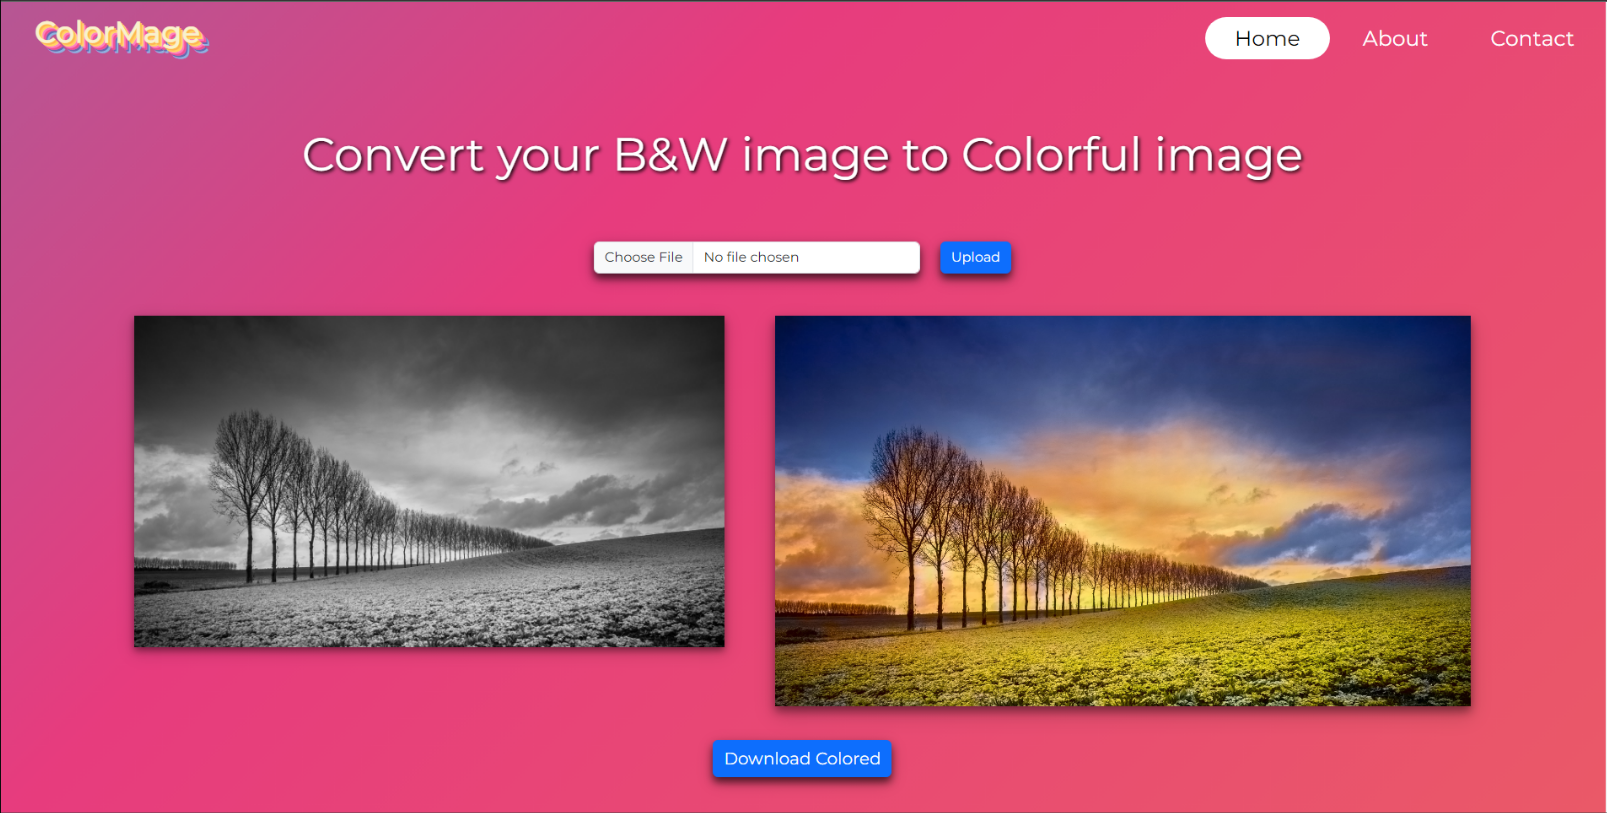 ColorMage
Home About Contact
Convert your B&W image to Colorful image
Choose File No file chosen Upload
Download Colored